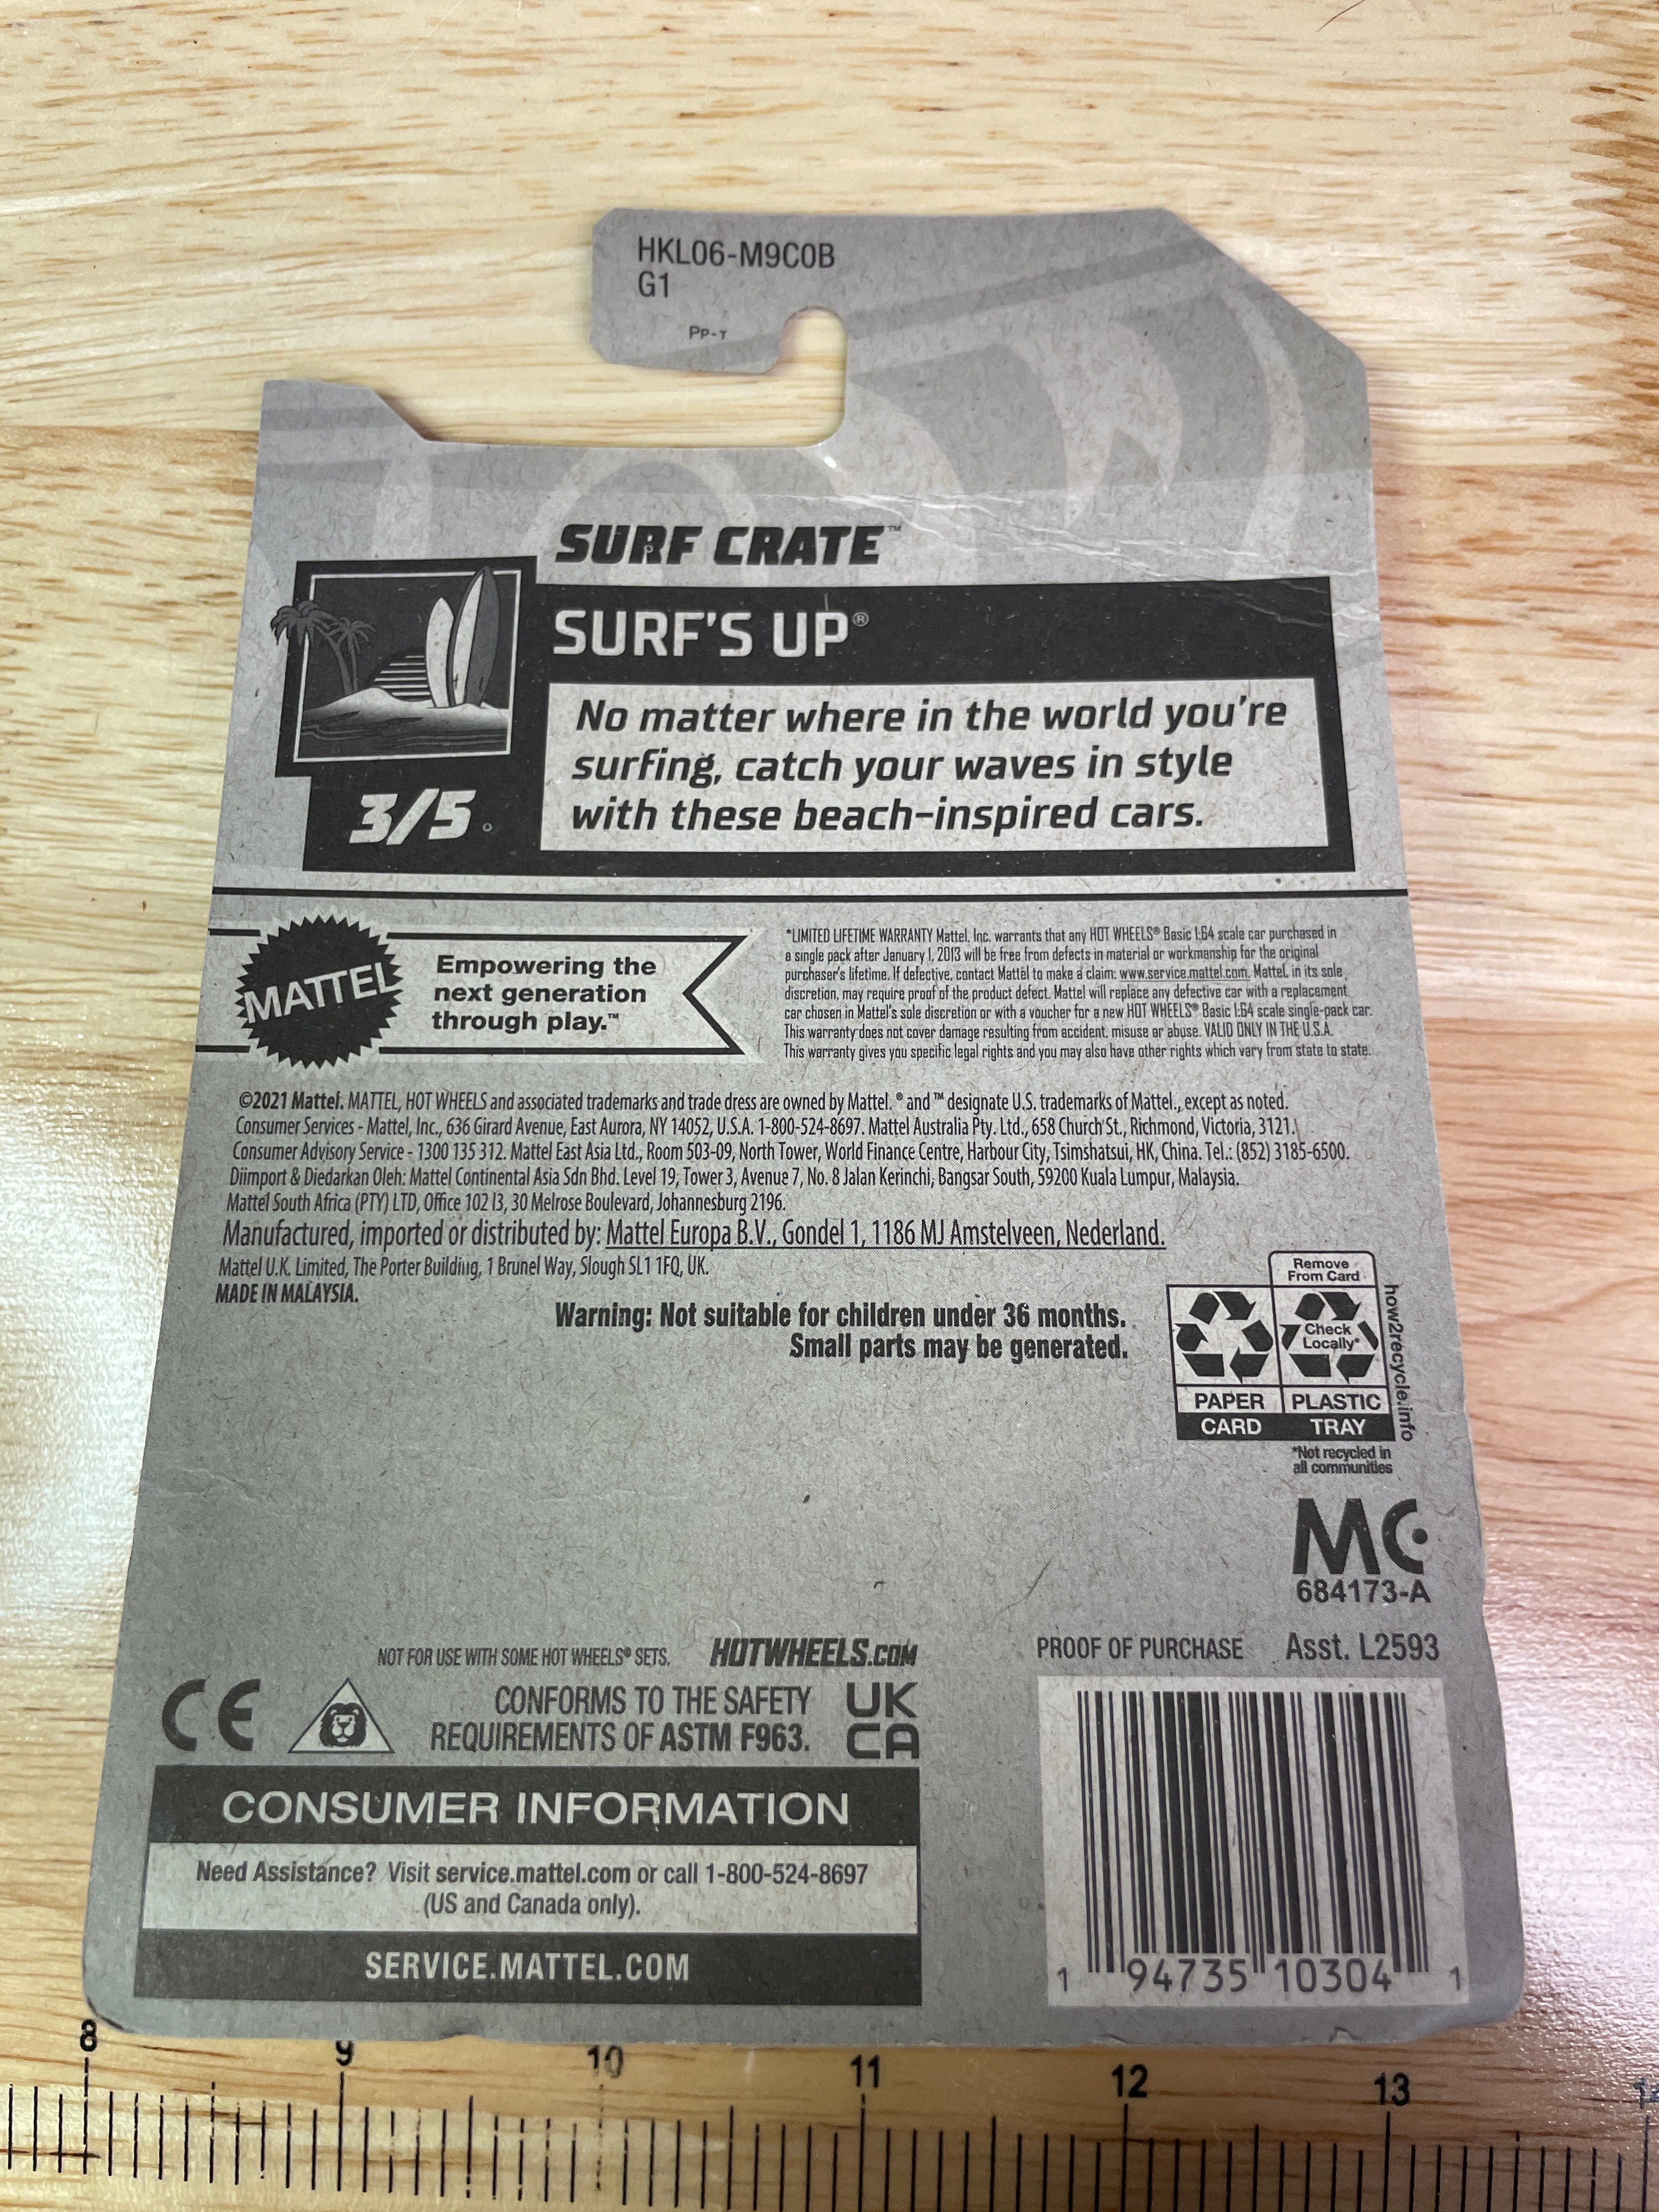 HKL06-M9C0B
G1
PP-T
SURF CRATE™
SURF'S UP®
No matter where in the world you're
surfing, catch your waves in style
with these beach-inspired cars.
3/5
MATTEL
Empowering the
next generation
through play.™
*LIMITED LIFETIME WARRANTY Mattel, Inc. warrants that any HOT WHEELS® Basic 1:64 scale car purchased in
a single pack after January 1, 2013 will be free from defects in material or workmanship for the original
purchaser's lifetime. If defective, contact Mattel to make a claim: www.service.mattel.com. Mattel, in its sole
discretion, may require proof of the product defect. Mattel will replace any defective car with a replacement
car chosen in Mattel's sole discretion or with a voucher for a new HOT WHEELS® Basic 1:64 scale single-pack car.
This warranty does not cover damage resulting from accident, misuse or abuse. VALID ONLY IN THE U.S.A.
This warranty gives you specific legal rights and you may also have other rights which vary from state to state.
©2021 Mattel. MATTEL, HOT WHEELS and associated trademarks and trade dress are owned by Mattel. ® and ™ designate U.S. trademarks of Mattel., except as noted.
Consumer Services - Mattel, Inc., 636 Girard Avenue, East Aurora, NY 14052, U.S.A. 1-800-524-8697. Mattel Australia Pty. Ltd., 658 Church St., Richmond, Victoria, 3121.
Consumer Advisory Service - 1300 135 312. Mattel East Asia Ltd., Room 503-09, North Tower, World Finance Centre, Harbour City, Tsimshatsui, HK, China. Tel.: (852) 3185-6500.
Diimport & Diedarkan Oleh: Mattel Continental Asia Sdn Bhd. Level 19, Tower 3, Avenue 7, No. 8 Jalan Kerinchi, Bangsar South, 59200 Kuala Lumpur, Malaysia.
Mattel South Africa (PTY) LTD, Office 102 I3, 30 Melrose Boulevard, Johannesburg 2196.
Manufactured, imported or distributed by: Mattel Europa B.V., Gondel 1, 1186 MJ Amstelveen, Nederland.
Mattel U.K. Limited, The Porter Building, 1 Brunel Way, Slough SL1 1FQ, UK.
MADE IN MALAYSIA.
Warning: Not suitable for children under 36 months.
Small parts may be generated.
Remove
From Card
Check
Locally*
PAPER
CARD
PLASTIC
TRAY
how2recycle.info
*Not recycled in
all communities
MC
684173-A
NOT FOR USE WITH SOME HOT WHEELS® SETS.
HOTWHEELS.COM
PROOF OF PURCHASE
Asst. L2593
CE
CONFORMS TO THE SAFETY
REQUIREMENTS OF ASTM F963.
UK
CA
CONSUMER INFORMATION
Need Assistance? Visit service.mattel.com or call 1-800-524-8697
(US and Canada only).
SERVICE.MATTEL.COM
1 94735 10304 1
8 9 10 11 12 13